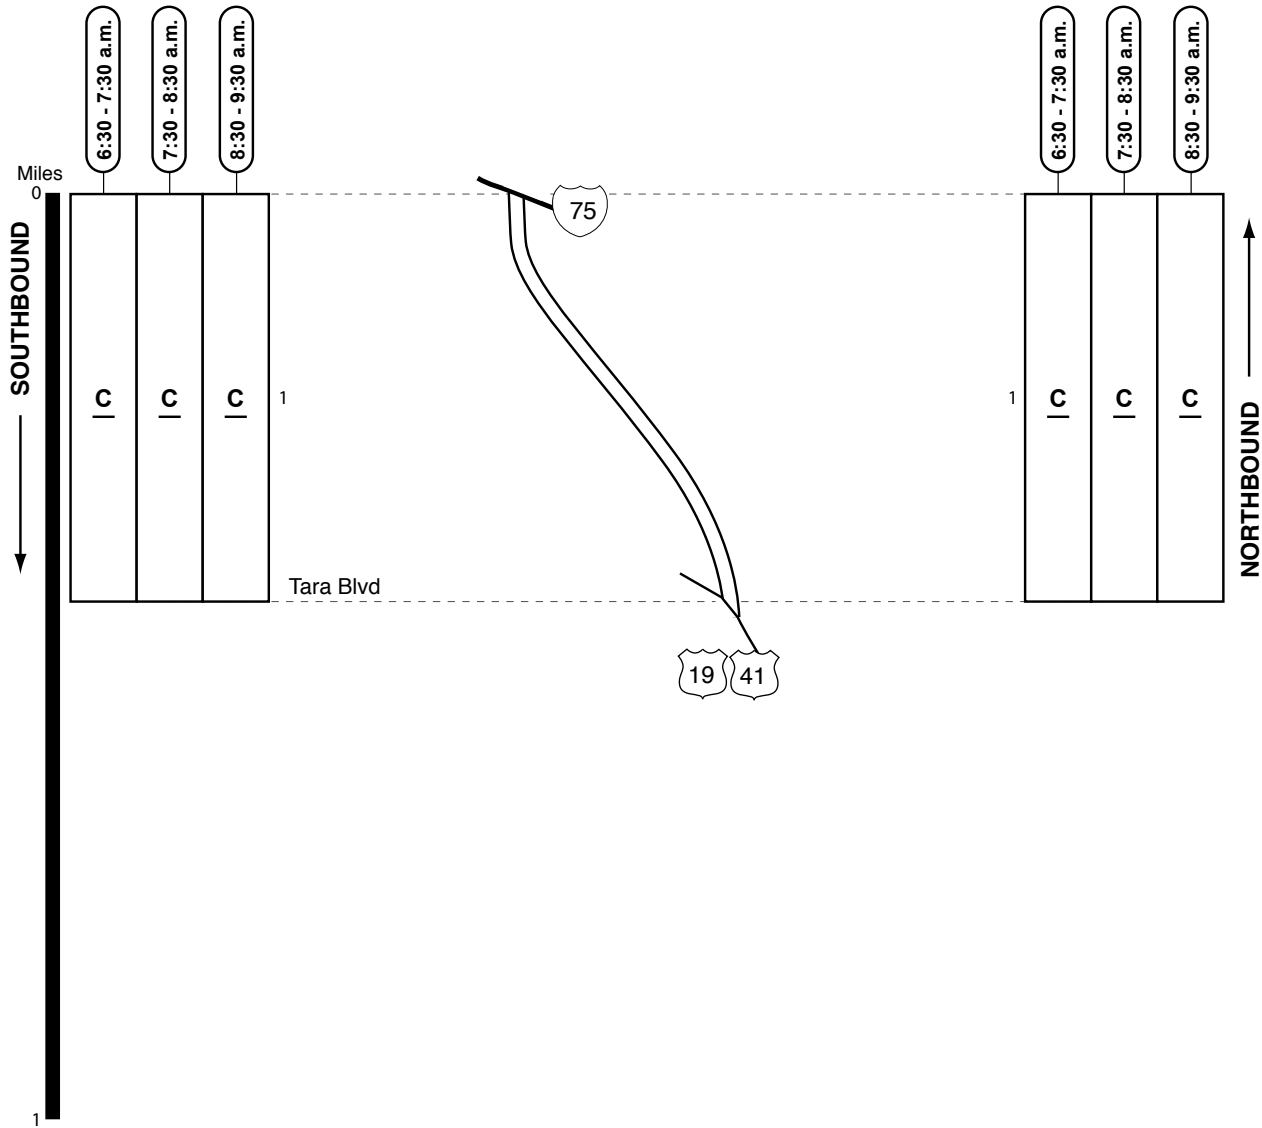 6:30 - 7:30 a.m.
7:30 - 8:30 a.m.
8:30 - 9:30 a.m.
6:30 - 7:30 a.m.
7:30 - 8:30 a.m.
8:30 - 9:30 a.m.
Miles
0
75
SOUTHBOUND
C C C 1
1 C C C
NORTHBOUND
Tara Blvd
19 41
1